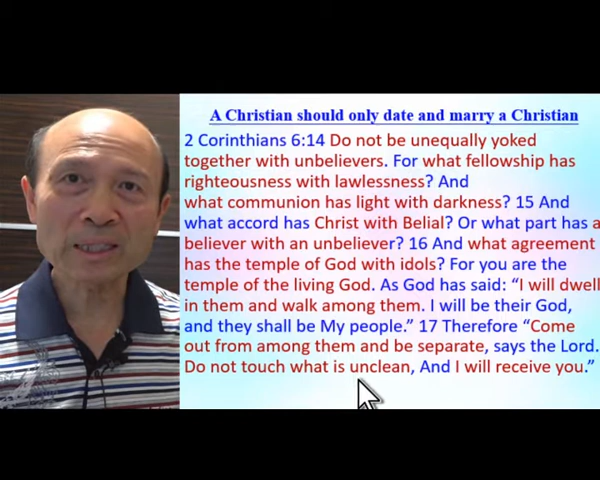 A Christian should only date and marry a Christian
2 Corinthians 6:14 Do not be unequally yoked
together with unbelievers. For what fellowship has
righteousness with lawlessness? And
what communion has light with darkness? 15 And
what accord has Christ with Belial? Or what part has a
believer with an unbeliever? 16 And what agreement
has the temple of God with idols? For you are the
temple of the living God. As God has said: “I will dwell
in them and walk among them. I will be their God,
and they shall be My people.” 17 Therefore “Come
out from among them and be separate, says the Lord.
Do not touch what is unclean, And I will receive you.”